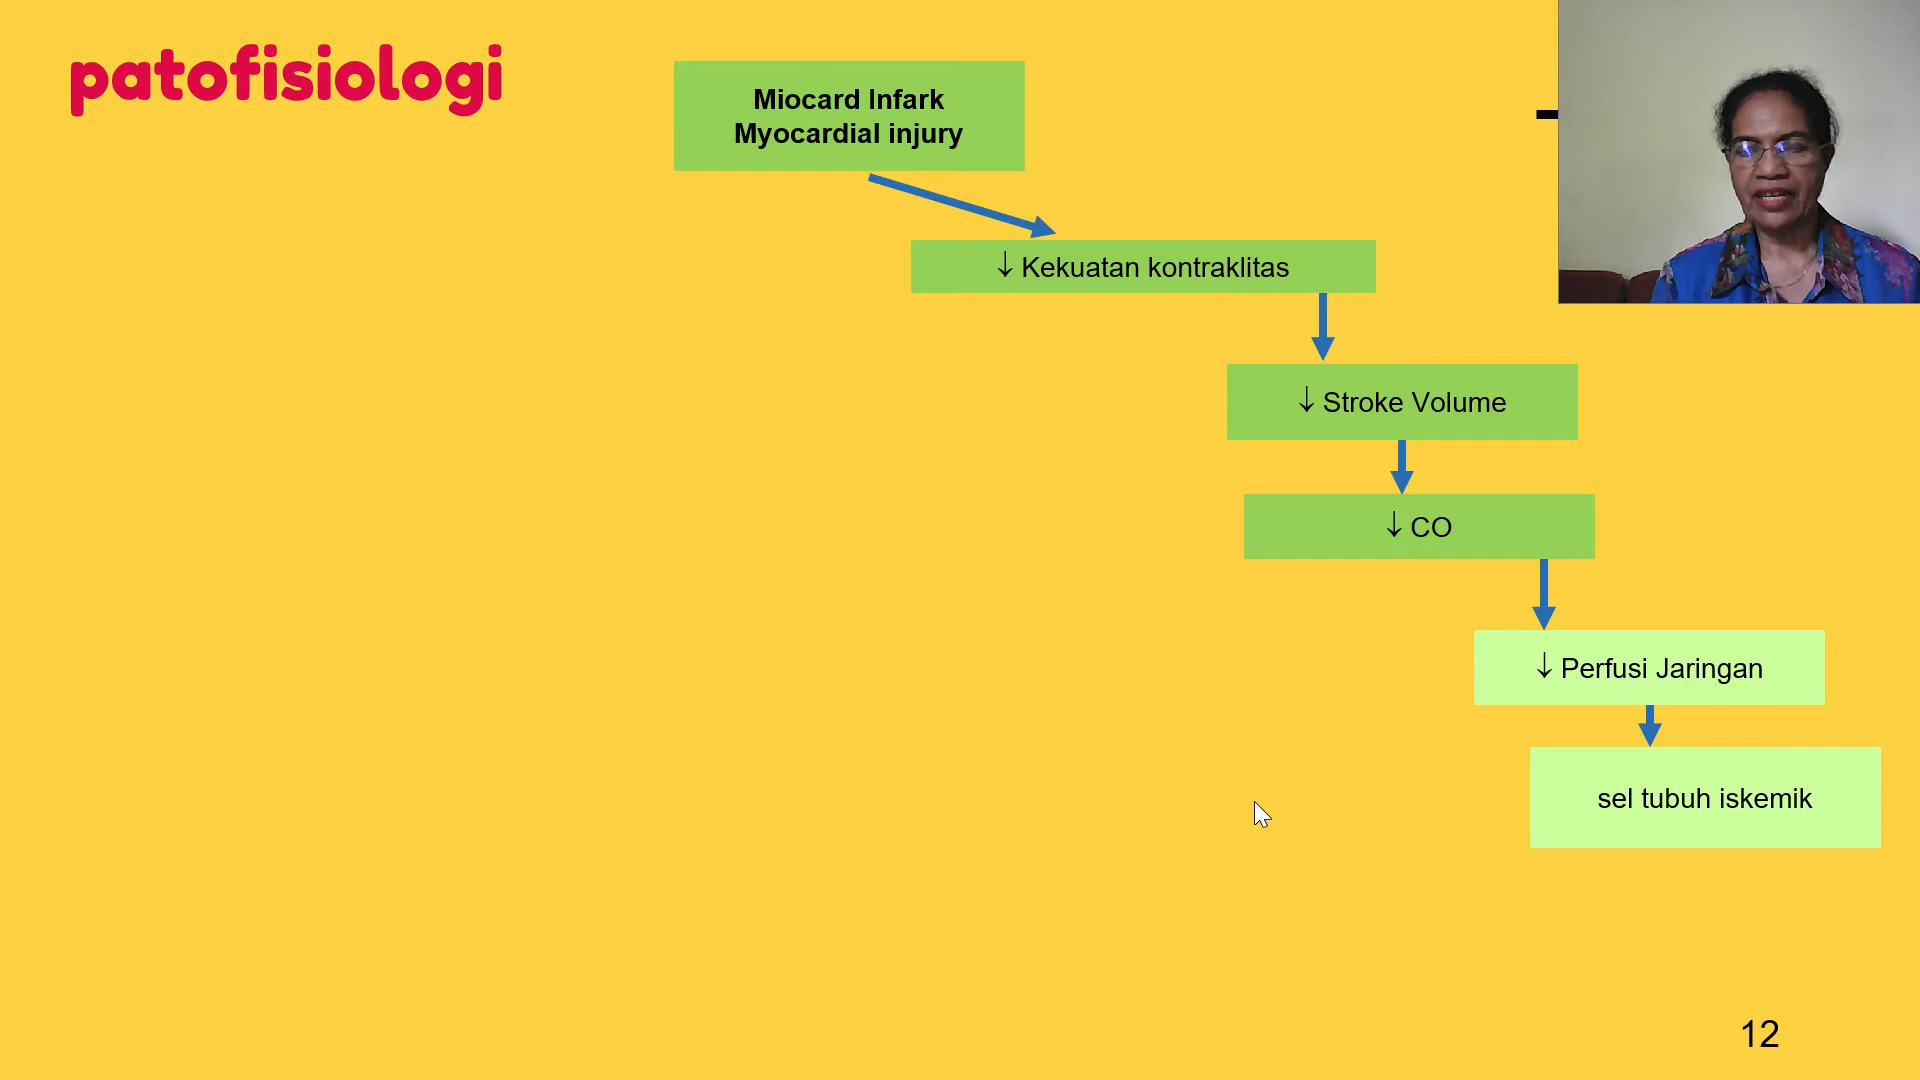 patofisiologi
Miocard Infark
Myocardial injury
↓ Kekuatan kontraklitas
↓ Stroke Volume
↓ CO
↓ Perfusi Jaringan
sel tubuh iskemik
12